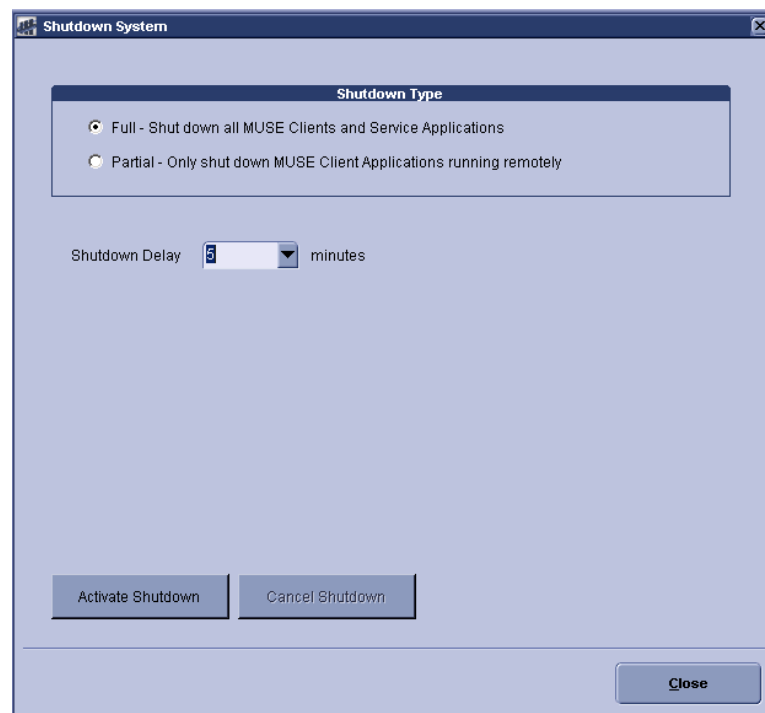 Shutdown System
Shutdown Type
Full - Shut down all MUSE Clients and Service Applications
Partial - Only shut down MUSE Client Applications running remotely
Shutdown Delay 5 minutes
Activate Shutdown Cancel Shutdown
Close